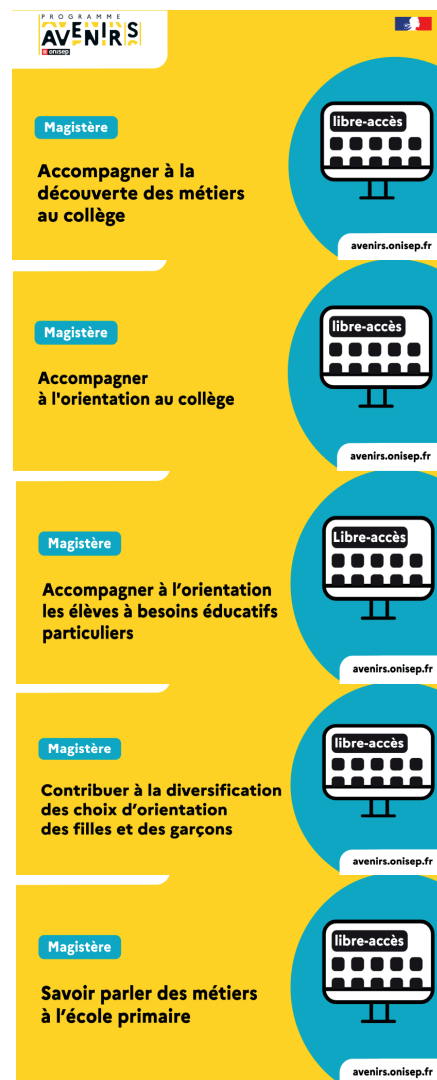 PROGRAMME
AVENIRS
onisep
Magistère
libre-accès
Accompagner à la
découverte des métiers
au collège
avenirs.onisep.fr
Magistère
libre-accès
Accompagner
à l'orientation au collège
avenirs.onisep.fr
Magistère
Libre-accès
Accompagner à l'orientation
les élèves à besoins éducatifs
particuliers
avenirs.onisep.fr
Magistère
libre-accès
Contribuer à la diversification
des choix d'orientation
des filles et des garçons
avenirs.onisep.fr
Magistère
libre-accès
Savoir parler des métiers
à l'école primaire
avenirs.onisep.fr